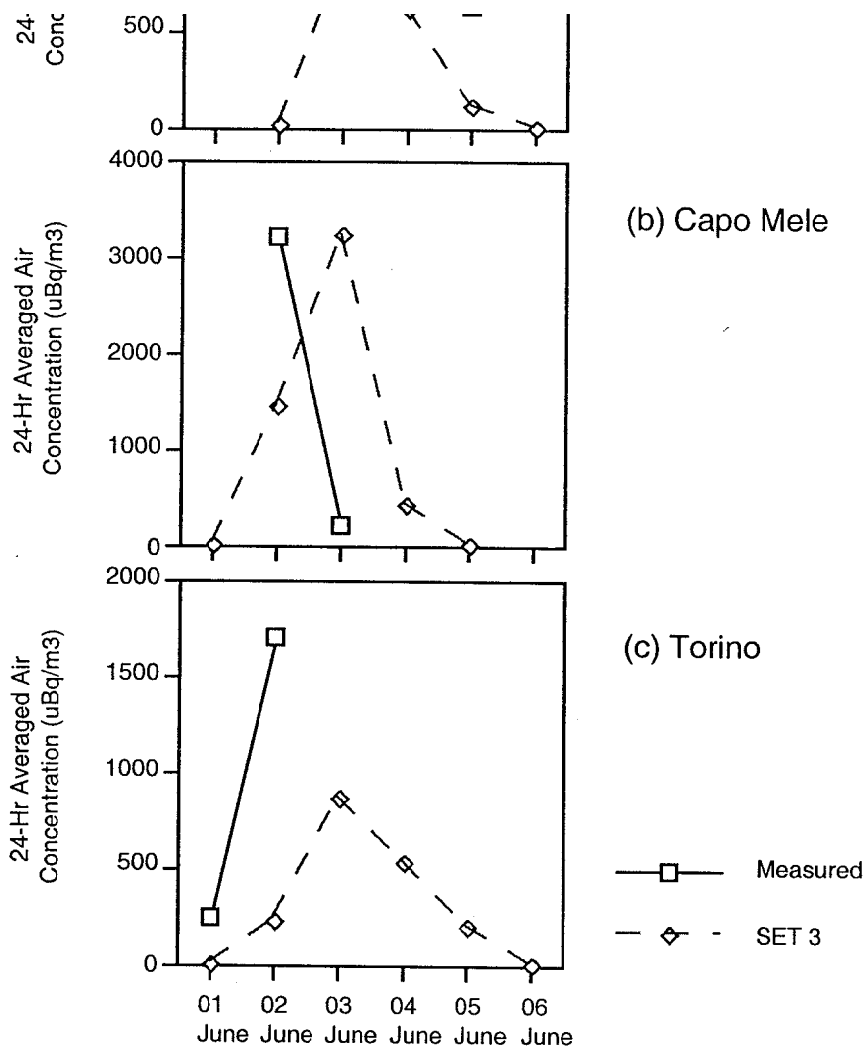 24-
Conc
500
0
24-Hr Averaged Air
Concentration (uBq/m3)
4000
3000
2000
1000
0
(b) Capo Mele
24-Hr Averaged Air
Concentration (uBq/m3)
2000
1500
1000
500
0
(c) Torino
Measured
SET 3
01 02 03 04 05 06
June June June June June June